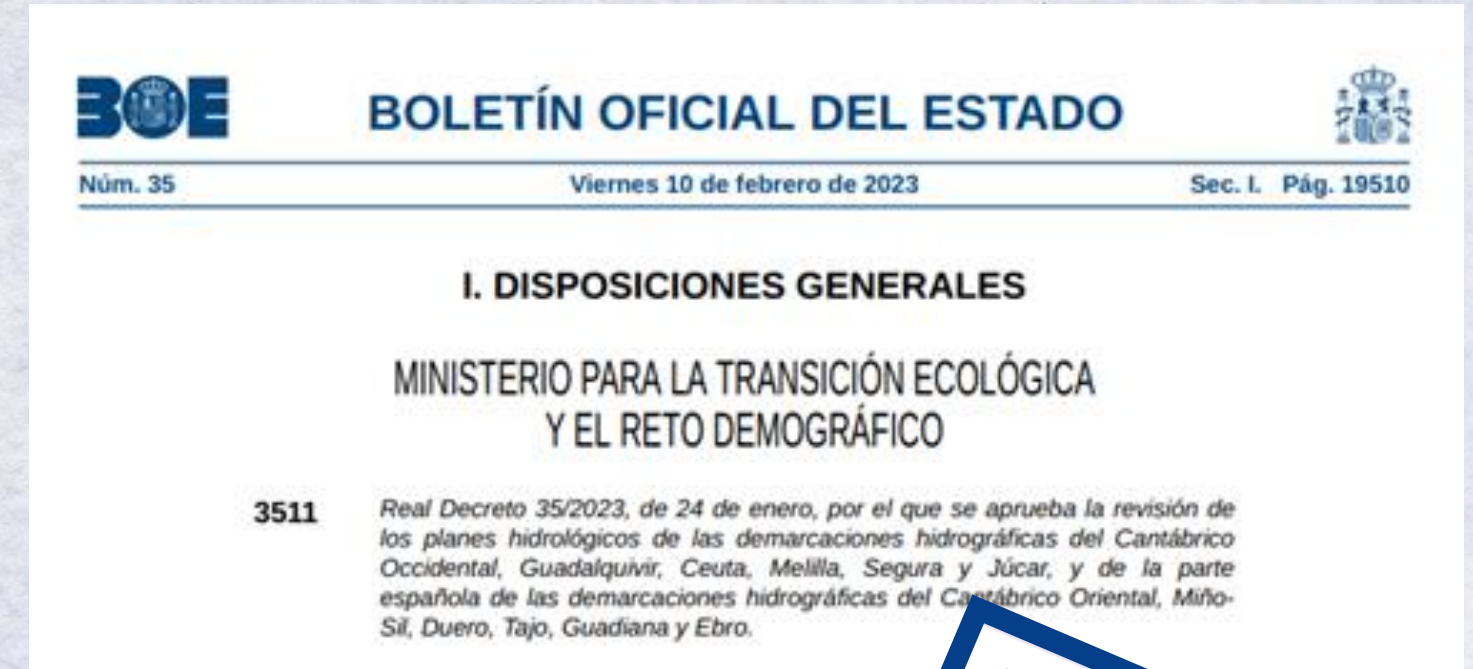 BOE
BOLETÍN OFICIAL DEL ESTADO
Núm. 35 Viernes 10 de febrero de 2023 Sec. I. Pág. 19510
I. DISPOSICIONES GENERALES
MINISTERIO PARA LA TRANSICIÓN ECOLÓGICA
Y EL RETO DEMOGRÁFICO
3511 Real Decreto 35/2023, de 24 de enero, por el que se aprueba la revisión de
los planes hidrológicos de las demarcaciones hidrográficas del Cantábrico
Occidental, Guadalquivir, Ceuta, Melilla, Segura y Júcar, y de la parte
española de las demarcaciones hidrográficas del Cantábrico Oriental, Miño-
Sil, Duero, Tajo, Guadiana y Ebro.